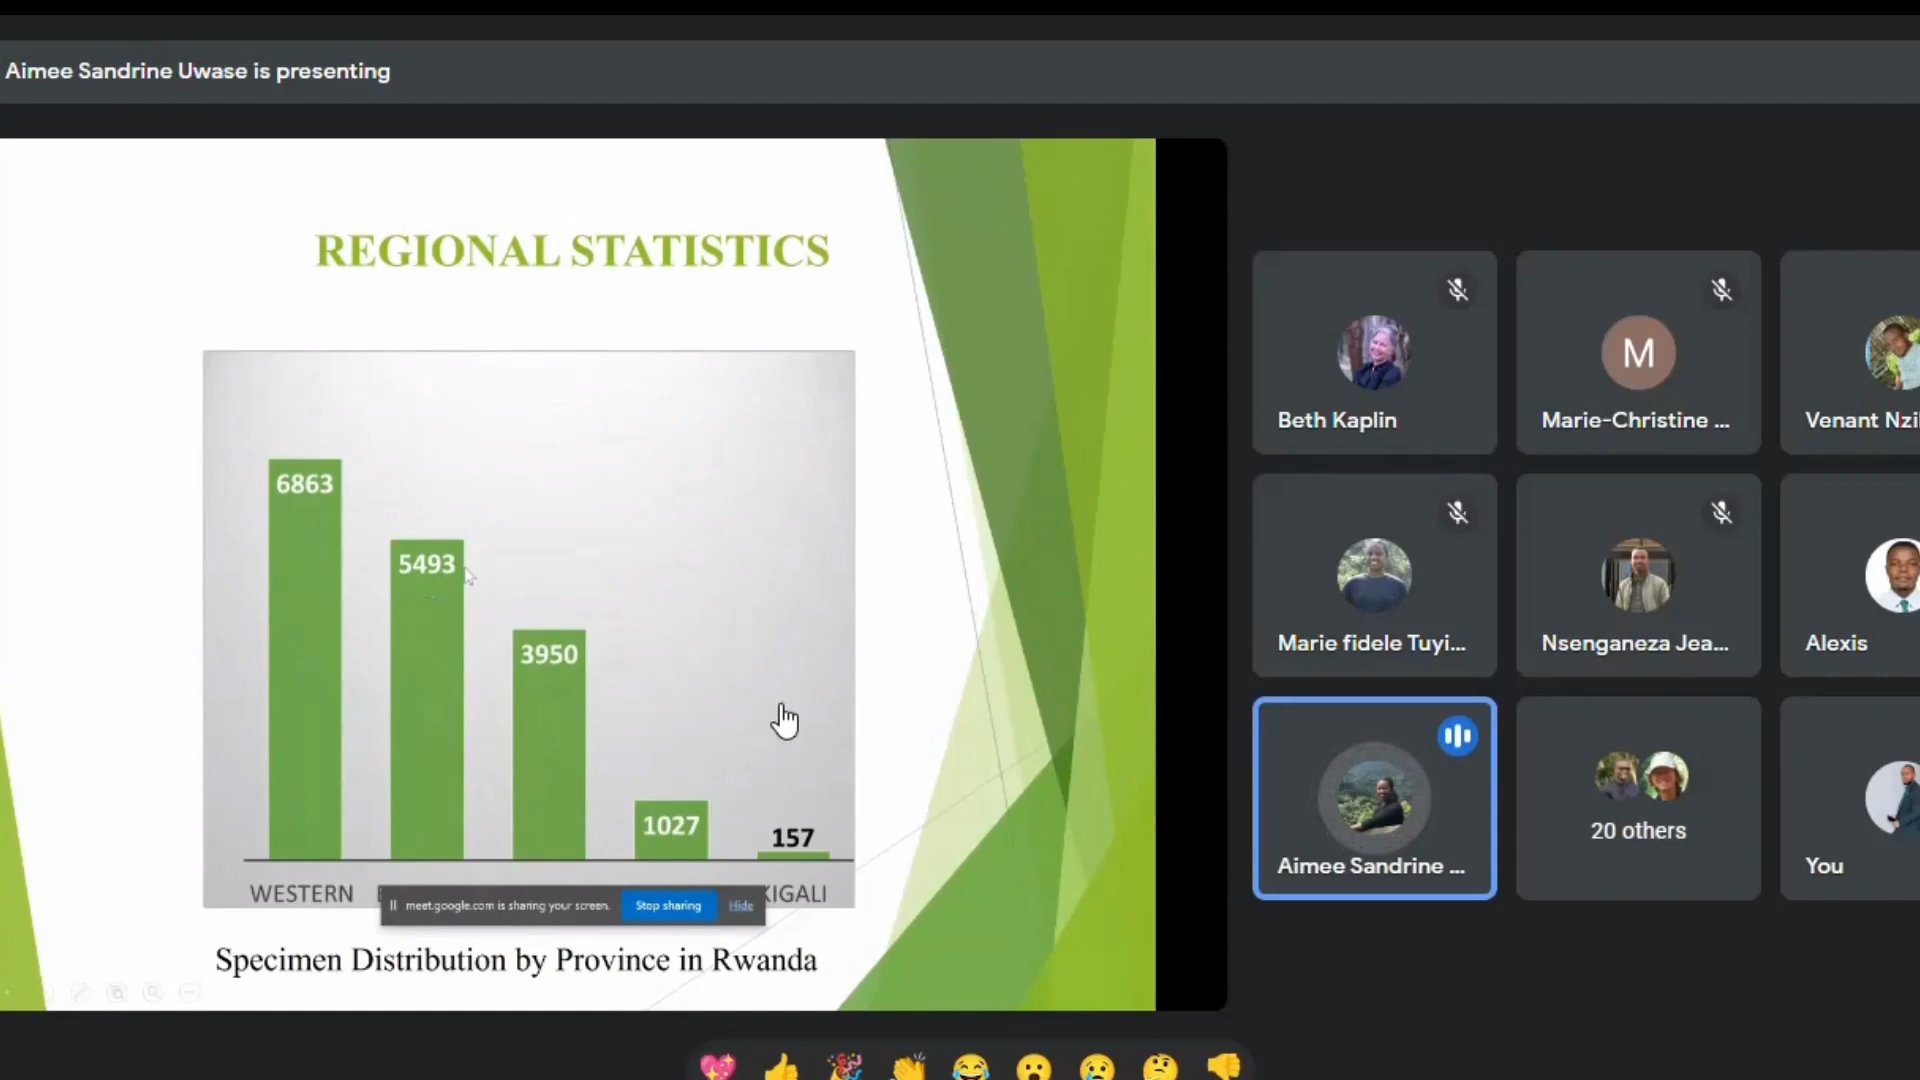 Aimee Sandrine Uwase is presenting
REGIONAL STATISTICS
6863
5493
3950
1027
157
WESTERN
KIGALI
meet.google.com is sharing your screen.
Stop sharing
Hide
Specimen Distribution by Province in Rwanda
Beth Kaplin
M
Marie-Christine ...
Venant Nzi
Marie fidele Tuyi...
Nsenganeza Jea...
Alexis
Aimee Sandrine ...
20 others
You